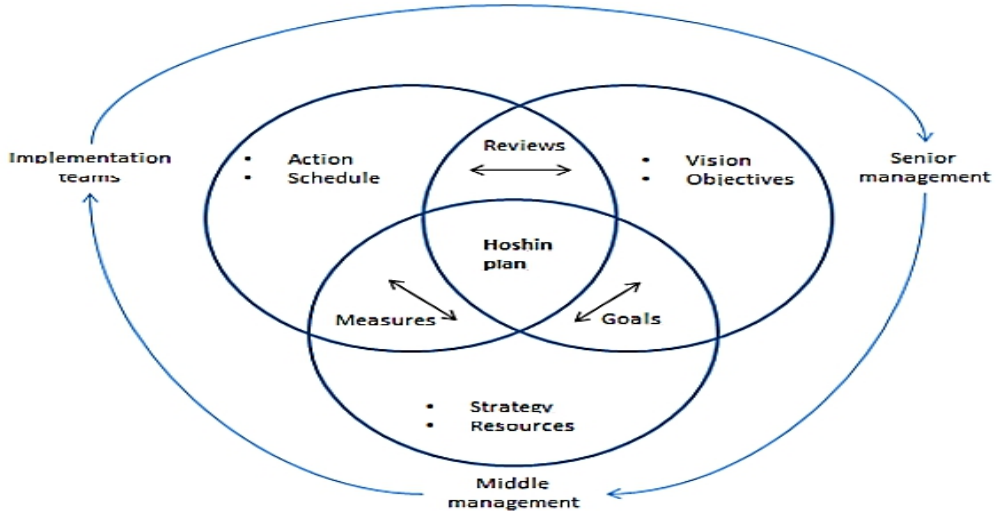 Reviews
Implementation
teams
• Action
• Schedule
• Vision
• Objectives
Senior
management
Hoshin
plan
Measures
Goals
• Strategy
• Resources
Middle
management